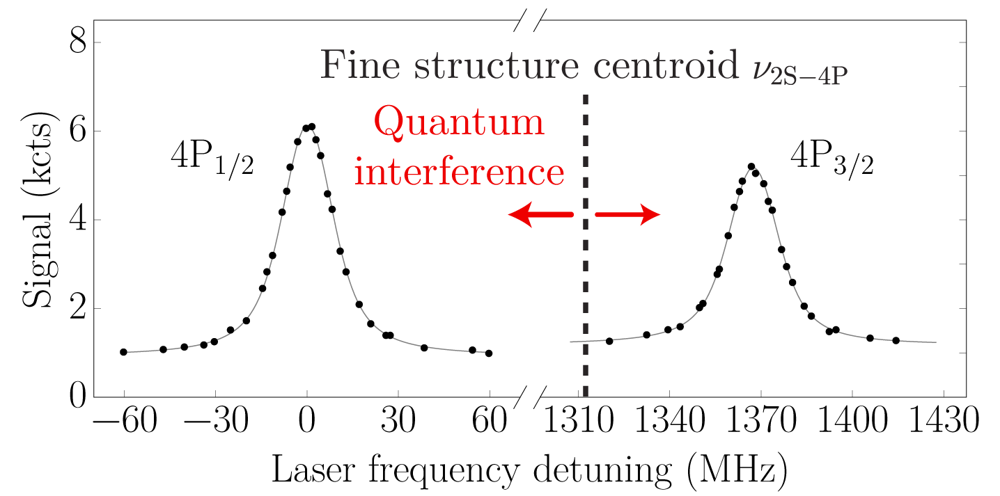 Fine structure centroid ν2S−4P
Quantum
interference
4P1/2
4P3/2
Signal (kcts)
8
6
4
2
0
−60 −30 0 30 60 1310 1340 1370 1400 1430
Laser frequency detuning (MHz)